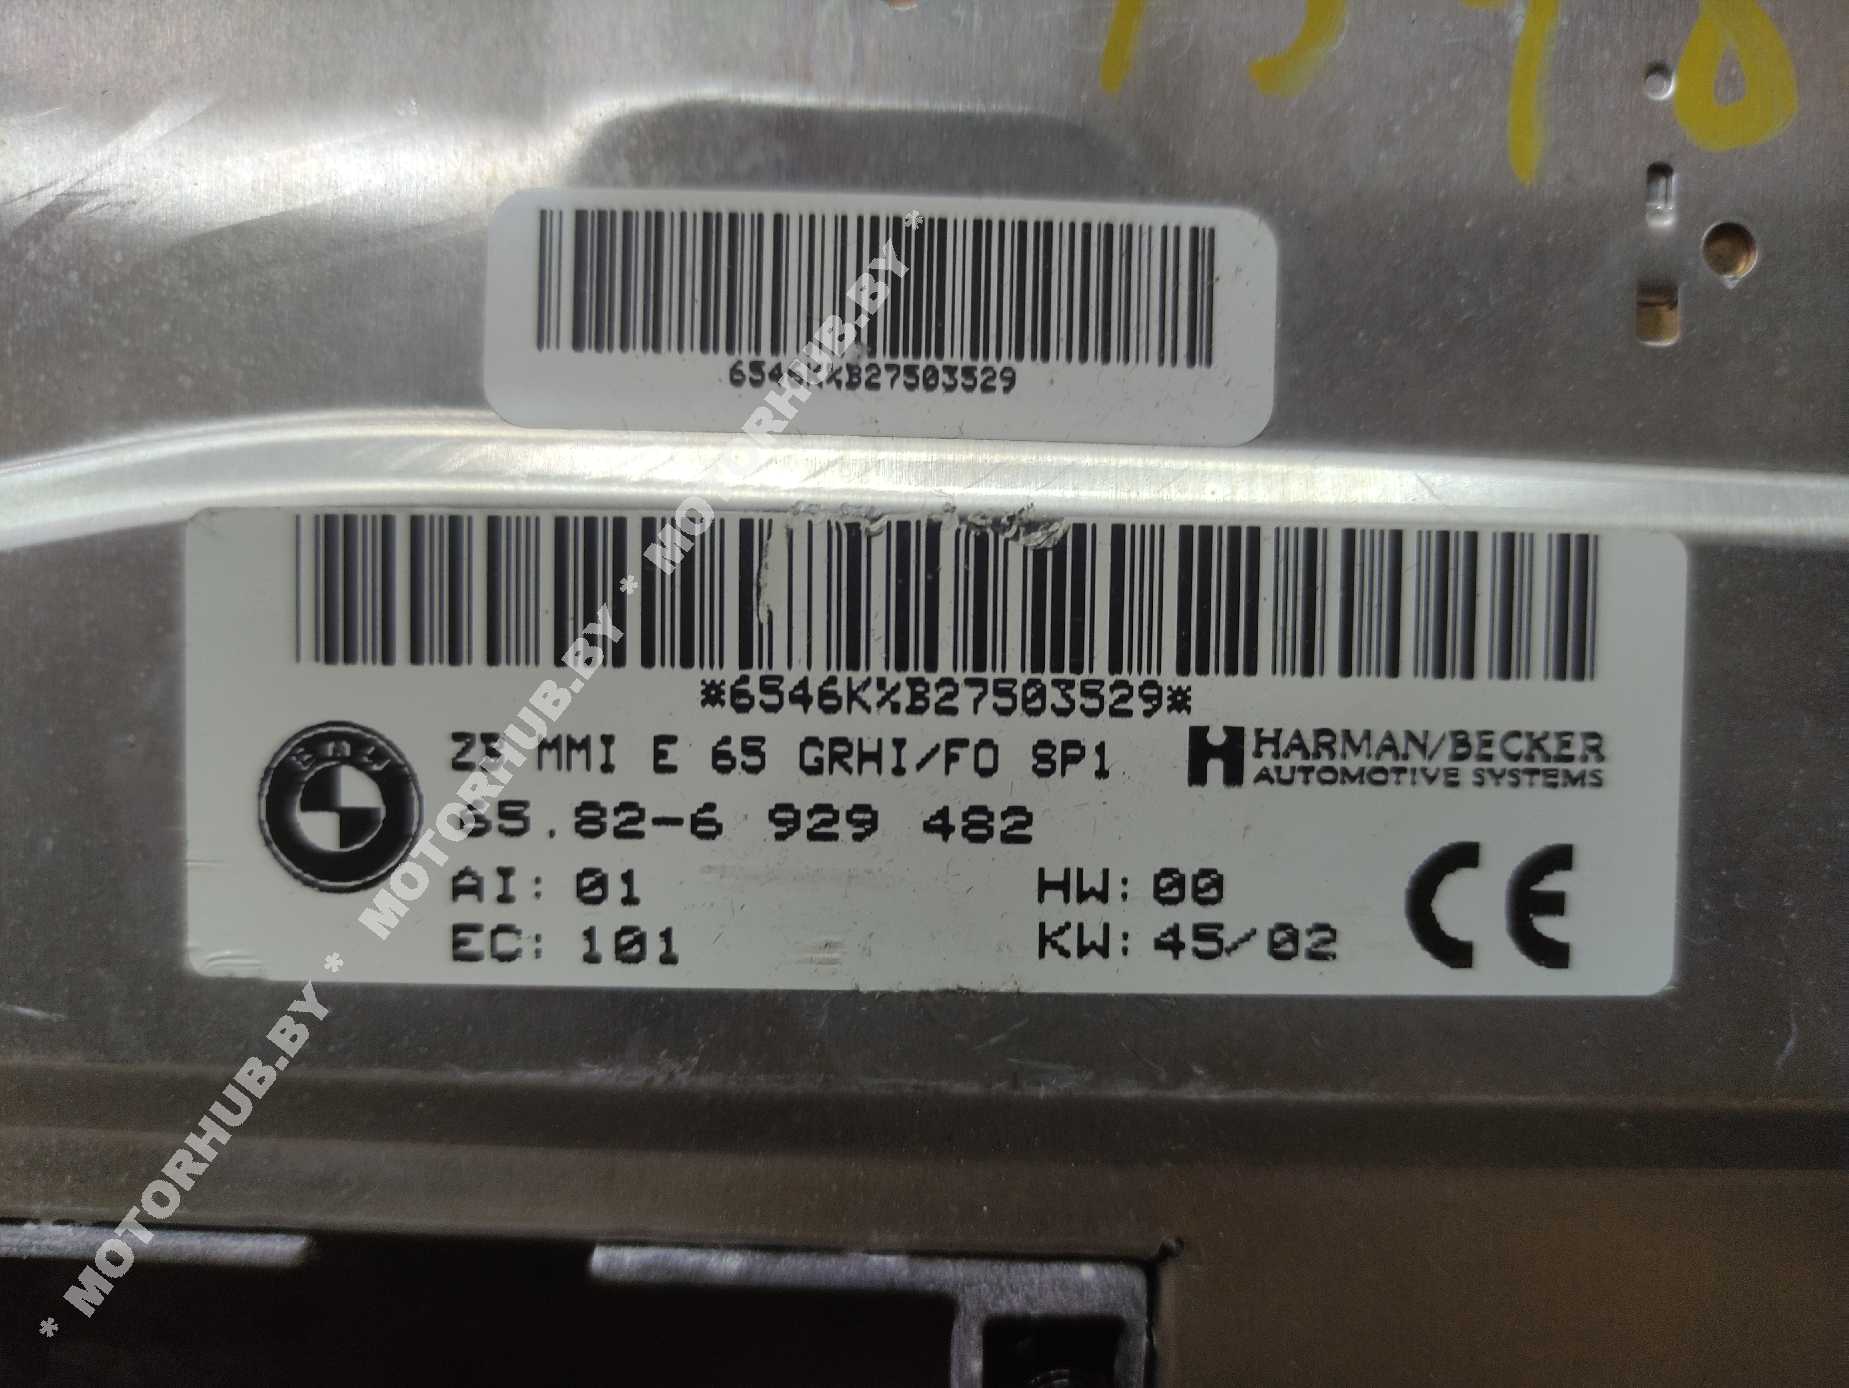 6546KXB27503529
*6546KXB27503529*
ZB MMI E 65 GRHI/FO SP1
HARMAN/BECKER
AUTOMOTIVE SYSTEMS
BMW
65.82-6 929 482
AI: 01
HW: 00
CE
EC: 101
KW: 45/02
* MOTORHUB.BY * MOTORHUB.BY * MOTORHUB.BY *